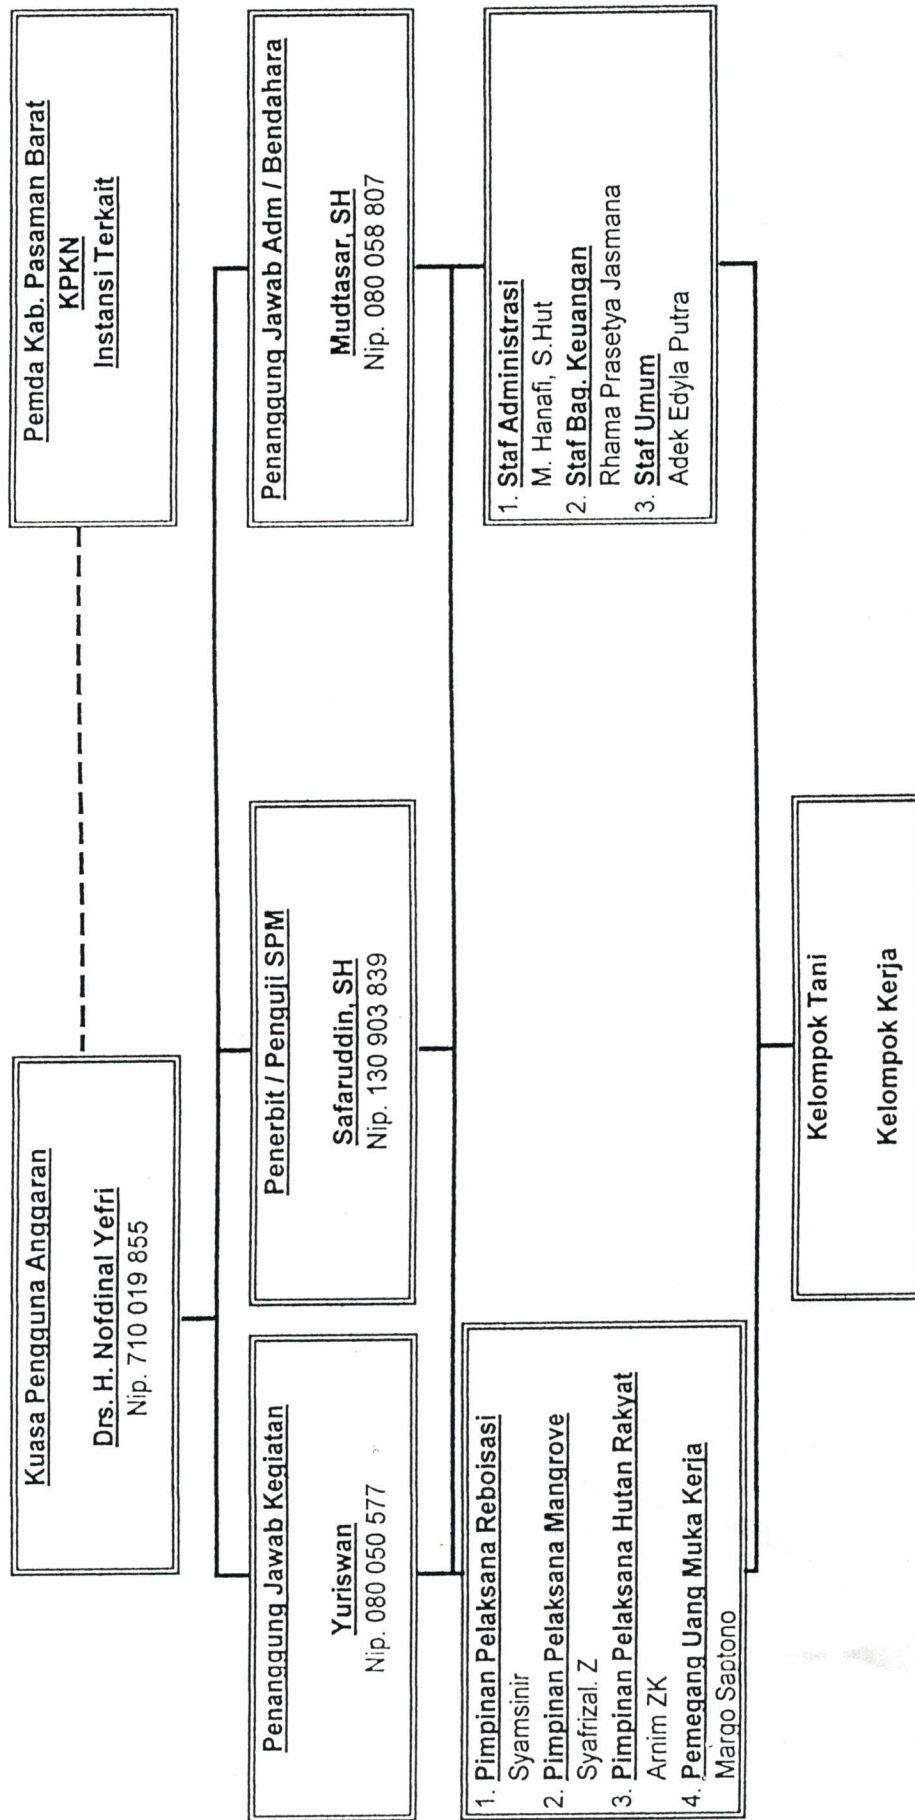 Kuasa Pengguna Anggaran
Drs. H. Nofdinal Yefri
Nip. 710 019 855
Pemda Kab. Pasaman Barat
KPKN
Instansi Terkait
Penanggung Jawab Kegiatan
Yuriswan
Nip. 080 050 577
Penerbit / Penguji SPM
Safaruddin, SH
Nip. 130 903 839
Penanggung Jawab Adm / Bendahara
Mudtasar, SH
Nip. 080 058 807
1. Pimpinan Pelaksana Reboisasi
Syamsinir
2. Pimpinan Pelaksana Mangrove
Syafrizal. Z
3. Pimpinan Pelaksana Hutan Rakyat
Arnim ZK
4. Pemegang Uang Muka Kerja
Margo Saptono
1. Staf Administrasi
M. Hanafi, S.Hut
2. Staf Bag. Keuangan
Rhama Prasetya Jasmana
3. Staf Umum
Adek Edyla Putra
Kelompok Tani
Kelompok Kerja